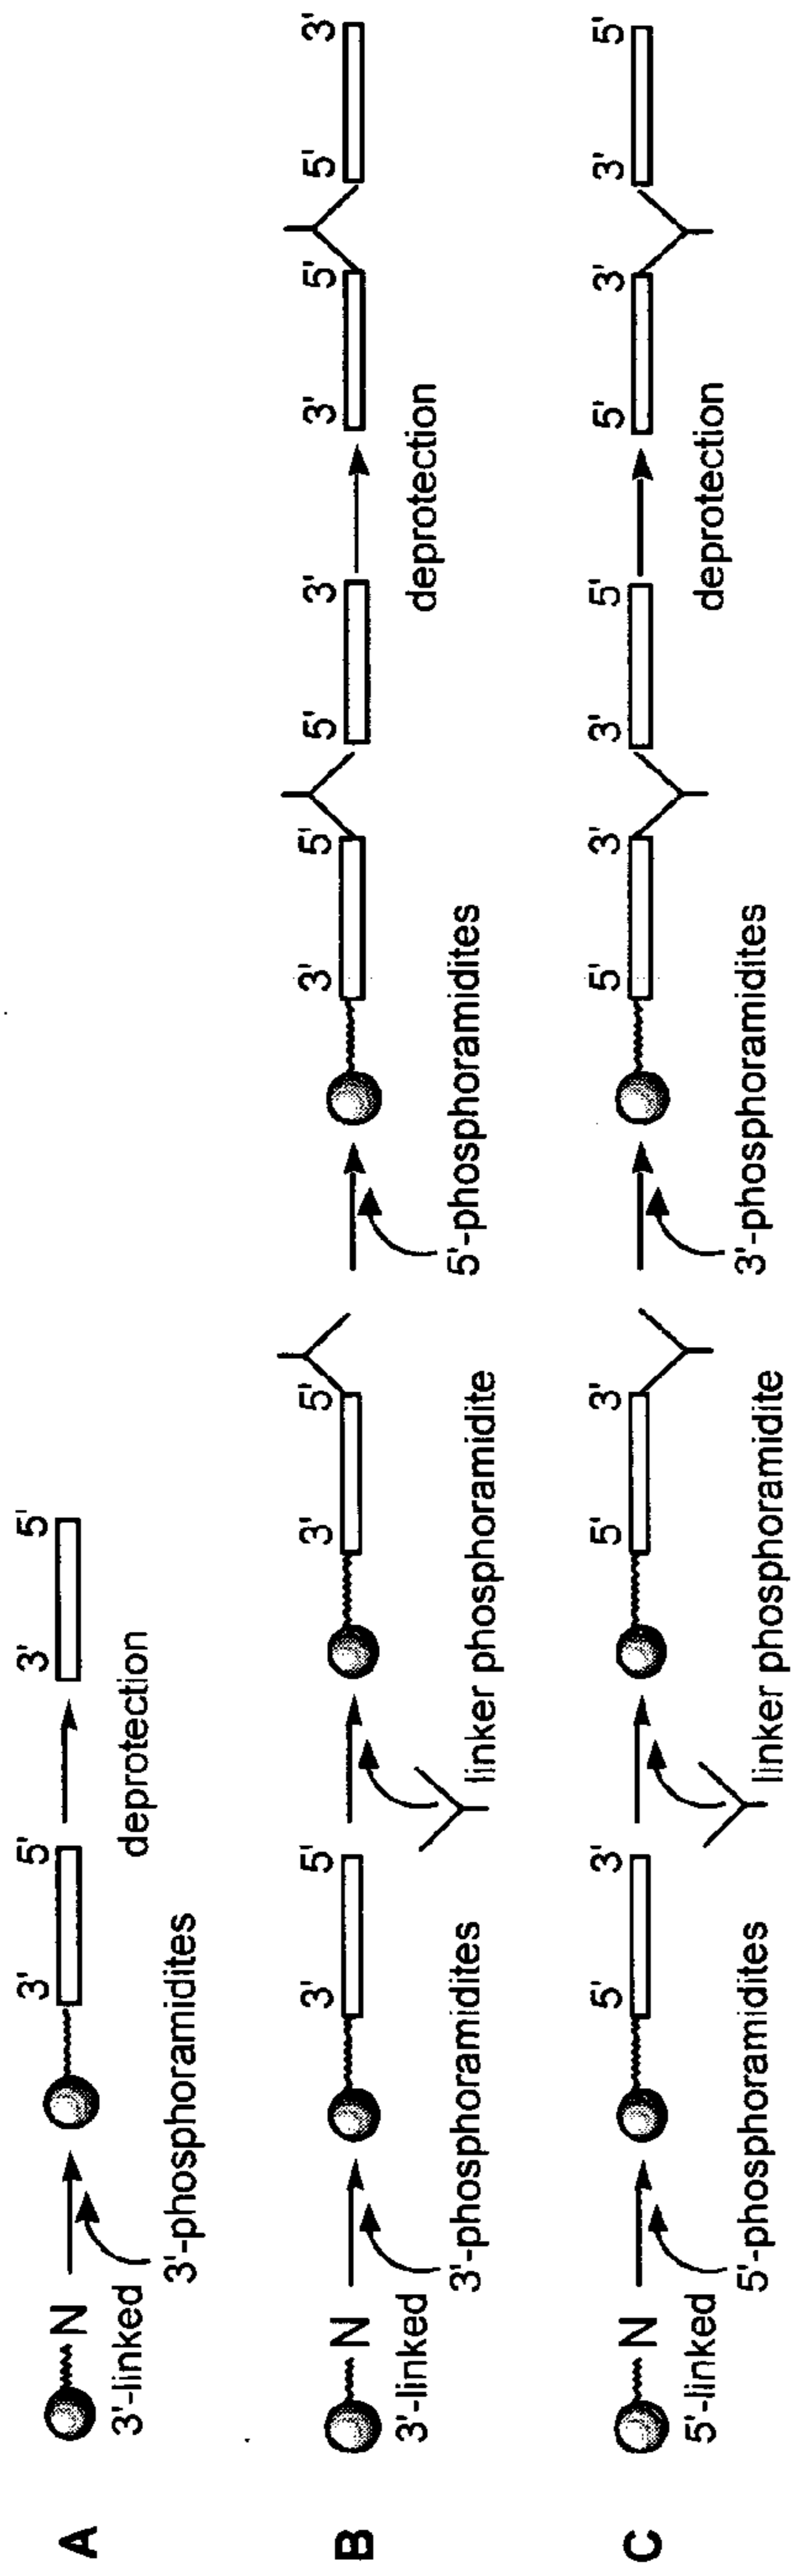 A
N
3'-linked
3'-phosphoramidites
3' 5'
deprotection
3' 5'
B
N
3'-linked
3'-phosphoramidites
3' 5'
linker phosphoramidite
3' 5'
5'-phosphoramidites
3' 5' 5' 3'
deprotection
3' 5' 5' 3'
C
N
5'-linked
5'-phosphoramidites
5' 3'
linker phosphoramidite
5' 3'
3'-phosphoramidites
5' 3' 3' 5'
deprotection
5' 3' 3' 5'